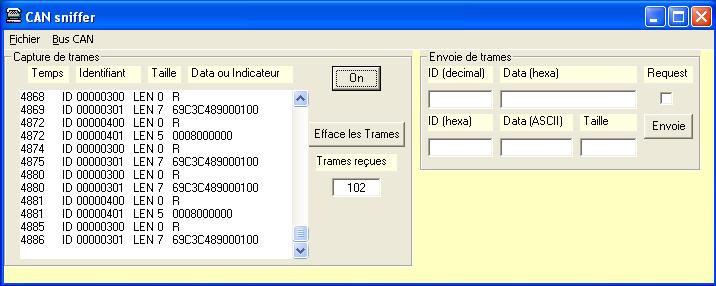 CAN sniffer
Fichier Bus CAN
Capture de trames
Temps Identifiant Taille Data ou Indicateur
4868 ID 00000300 LEN 0 R
4869 ID 00000301 LEN 7 69C3C489000100
4872 ID 00000400 LEN 0 R
4872 ID 00000401 LEN 5 0008000000
4874 ID 00000300 LEN 0 R
4875 ID 00000301 LEN 7 69C3C489000100
4880 ID 00000300 LEN 0 R
4880 ID 00000301 LEN 7 69C3C489000100
4881 ID 00000400 LEN 0 R
4881 ID 00000401 LEN 5 0008000000
4885 ID 00000300 LEN 0 R
4886 ID 00000301 LEN 7 69C3C489000100
On
Efface les Trames
Trames reçues
102
Envoie de trames
ID (decimal) Data (hexa) Request
ID (hexa) Data (ASCII) Taille Envoie